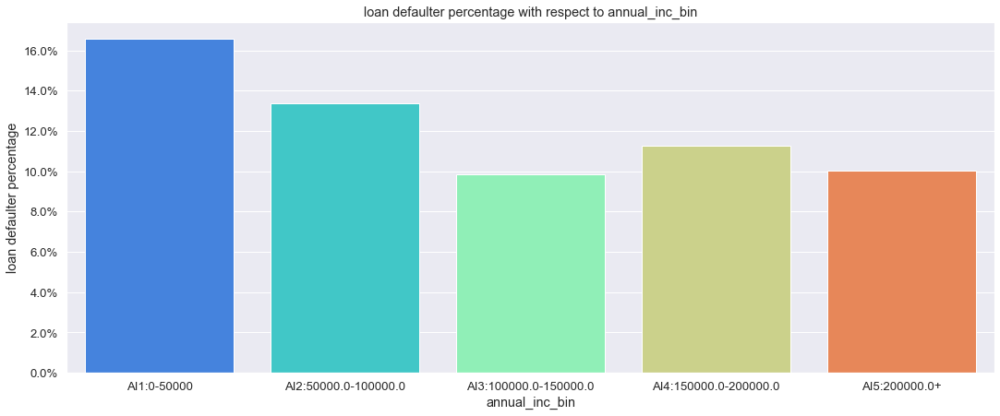 loan defaulter percentage with respect to annual_inc_bin
loan defaulter percentage
16.0%
14.0%
12.0%
10.0%
8.0%
6.0%
4.0%
2.0%
0.0%
AI1:0-50000 AI2:50000.0-100000.0 AI3:100000.0-150000.0 AI4:150000.0-200000.0 AI5:200000.0+
annual_inc_bin